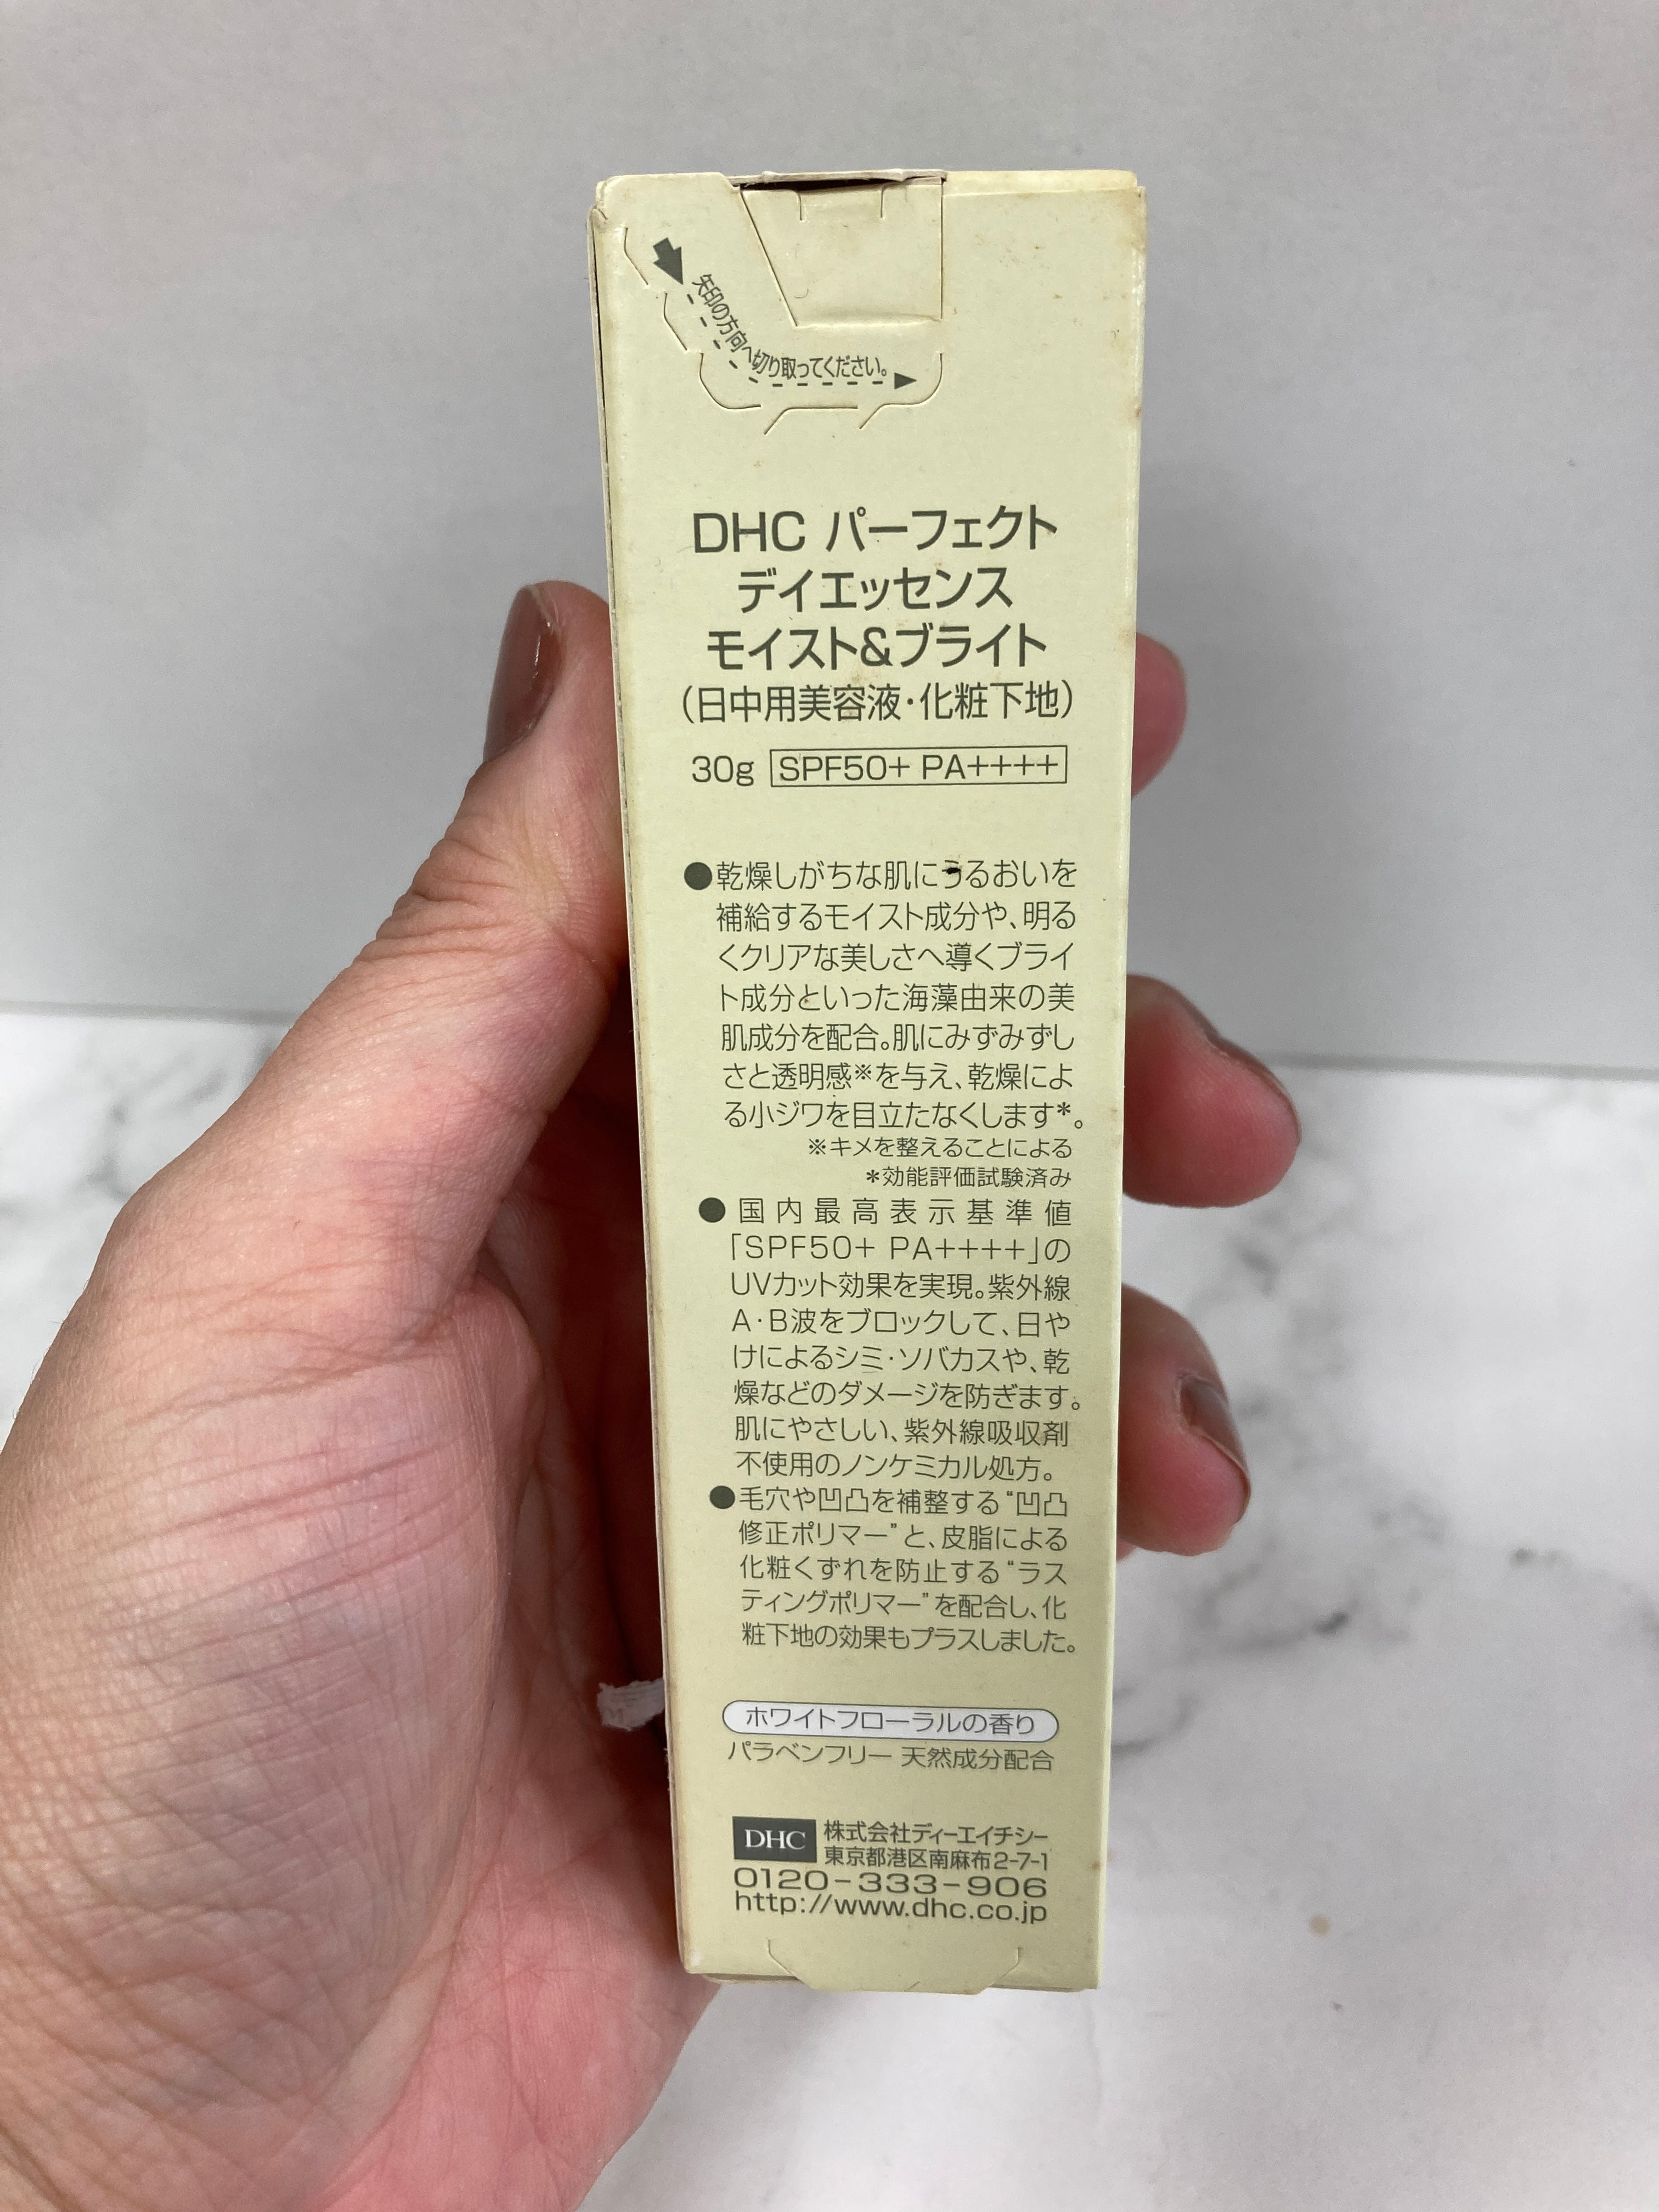 矢印の方向へ切り取ってください。
DHC パーフェクト
デイエッセンス
モイスト&ブライト
(日中用美容液・化粧下地)
30g SPF50+ PA++++
●乾燥しがちな肌にうるおいを
補給するモイスト成分や、明る
くクリアな美しさへ導くブライ
ト成分といった海藻由来の美
肌成分を配合。肌にみずみずし
さと透明感※を与え、乾燥によ
る小ジワを目立たなくします*。
※キメを整えることによる
*効能評価試験済み
●国内最高表示基準値
「SPF50+ PA++++」の
UVカット効果を実現。紫外線
A・B波をブロックして、日や
けによるシミ・ソバカスや、乾
燥などのダメージを防ぎます。
肌にやさしい、紫外線吸収剤
不使用のノンケミカル処方。
●毛穴や凹凸を補整する“凹凸
修正ポリマー”と、皮脂による
化粧くずれを防止する“ラス
ティングポリマー”を配合し、化
粧下地の効果もプラスしました。
ホワイトフローラルの香り
パラベンフリー 天然成分配合
DHC 株式会社ディーエイチシー
東京都港区南麻布2-7-1
0120-333-906
http://www.dhc.co.jp